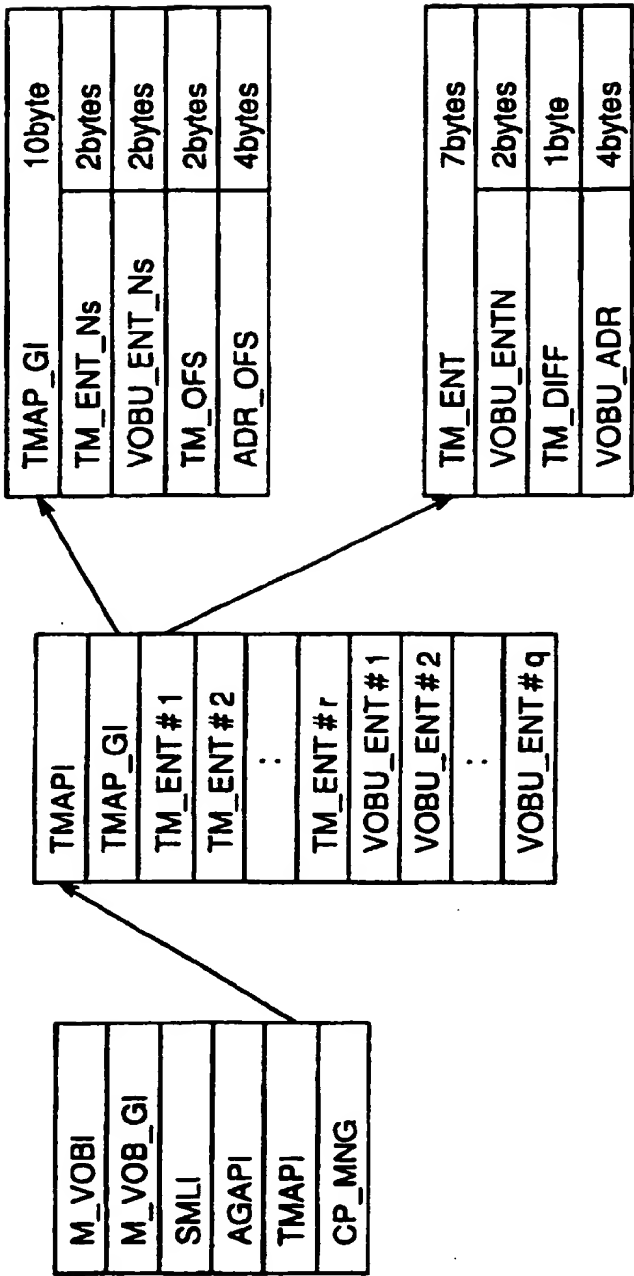 M_VOBI
M_VOB_GI
SMLI
AGAPI
TMAPI
CP_MNG
TMAPI
TMAP_GI
TM_ENT#1
TM_ENT#2
:
TM_ENT#r
VOBU_ENT#1
VOBU_ENT#2
:
VOBU_ENT#q
TMAP_GI 10byte
TM_ENT_Ns 2bytes
VOBU_ENT_Ns 2bytes
TM_OFS 2bytes
ADR_OFS 4bytes
TM_ENT 7bytes
VOBU_ENTN 2bytes
TM_DIFF 1byte
VOBU_ADR 4bytes